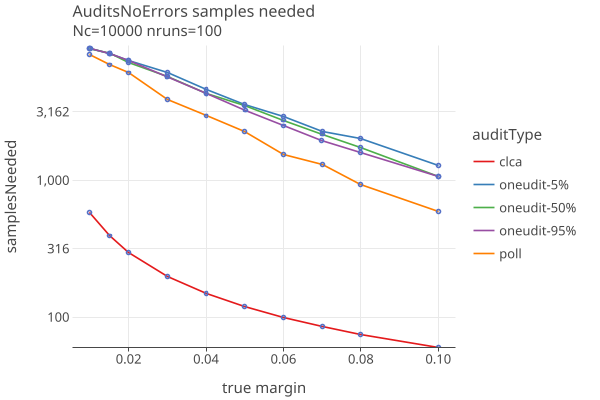 AuditsNoErrors samples needed
Nc=10000 nruns=100
samplesNeeded
3,162
1,000
316
100
0.02
0.04
0.06
0.08
0.10
true margin
auditType
clca
oneudit-5%
oneudit-50%
oneudit-95%
poll